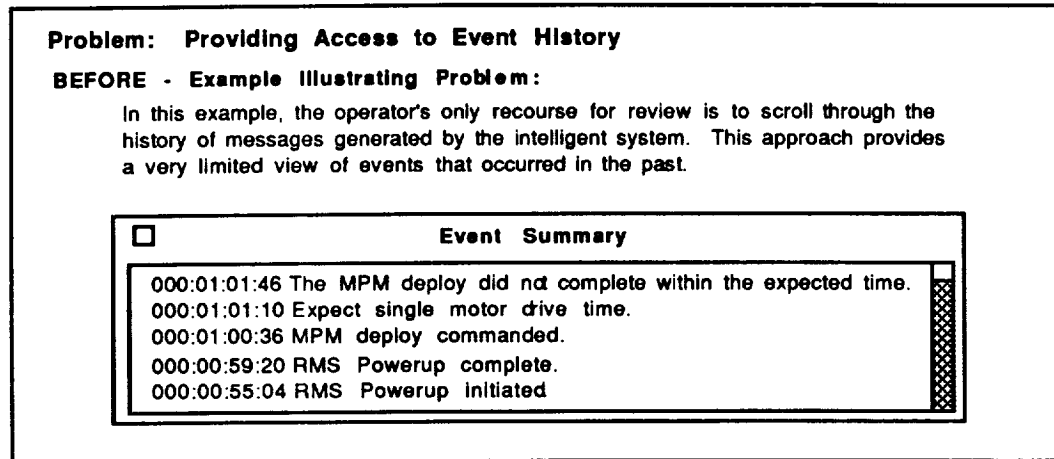 Problem: Providing Access to Event History
BEFORE - Example Illustrating Problem:
In this example, the operator's only recourse for review is to scroll through the
history of messages generated by the intelligent system. This approach provides
a very limited view of events that occurred in the past.
Event Summary
000:01:01:46 The MPM deploy did not complete within the expected time.
000:01:01:10 Expect single motor drive time.
000:01:00:36 MPM deploy commanded.
000:00:59:20 RMS Powerup complete.
000:00:55:04 RMS Powerup initiated